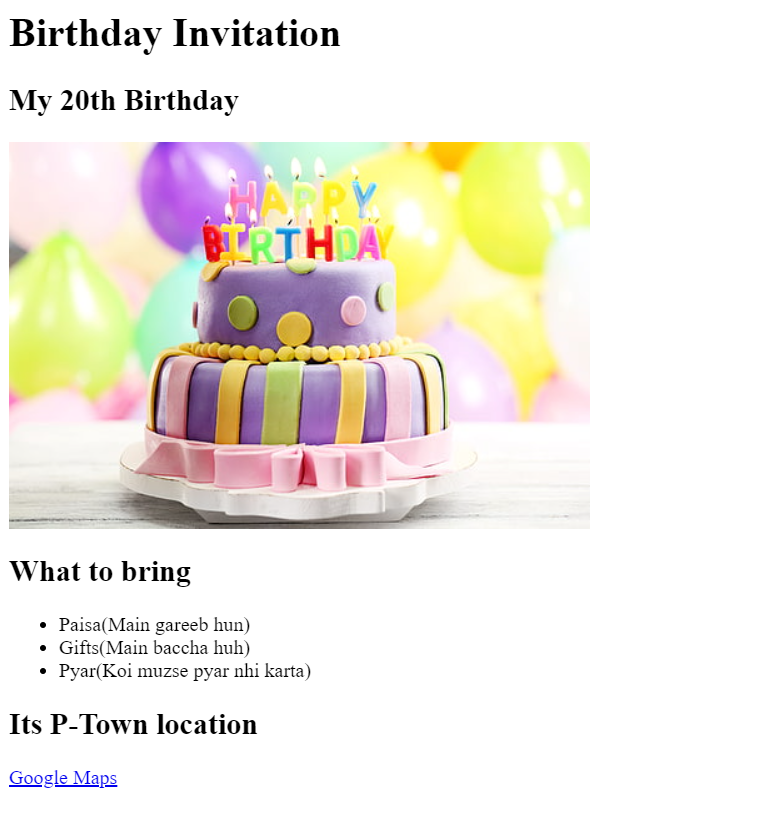 Birthday Invitation
My 20th Birthday
HAPPY
BIRTHDAY
What to bring
Paisa(Main gareeb hun)
Gifts(Main baccha huh)
Pyar(Koi muzse pyar nhi karta)
Its P-Town location
Google Maps